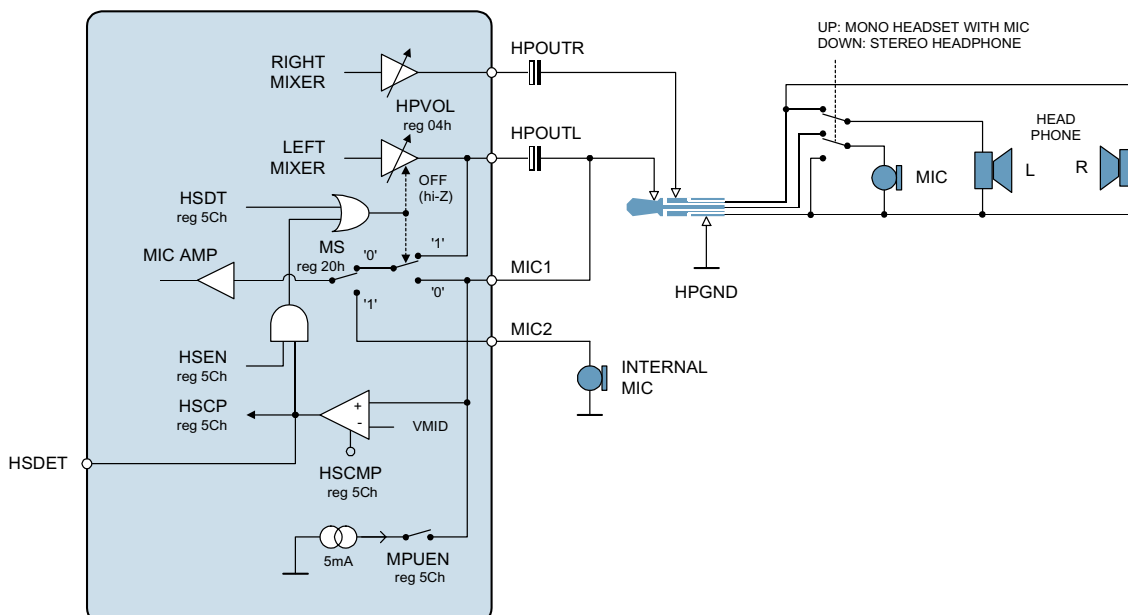 UP: MONO HEADSET WITH MIC
DOWN: STEREO HEADPHONE
RIGHT
MIXER
HPOUTR
HPVOL
reg 04h
LEFT
MIXER
HPOUTL
HEAD
PHONE
OFF
(hi-Z)
HSDT
reg 5Ch
MIC
L
R
MS
reg 20h
'0'
'1'
MIC AMP
MIC1
'0'
HPGND
'1'
MIC2
HSEN
reg 5Ch
INTERNAL
MIC
HSCP
reg 5Ch
+
-
VMID
HSDET
HSCMP
reg 5Ch
5mA
MPUEN
reg 5Ch